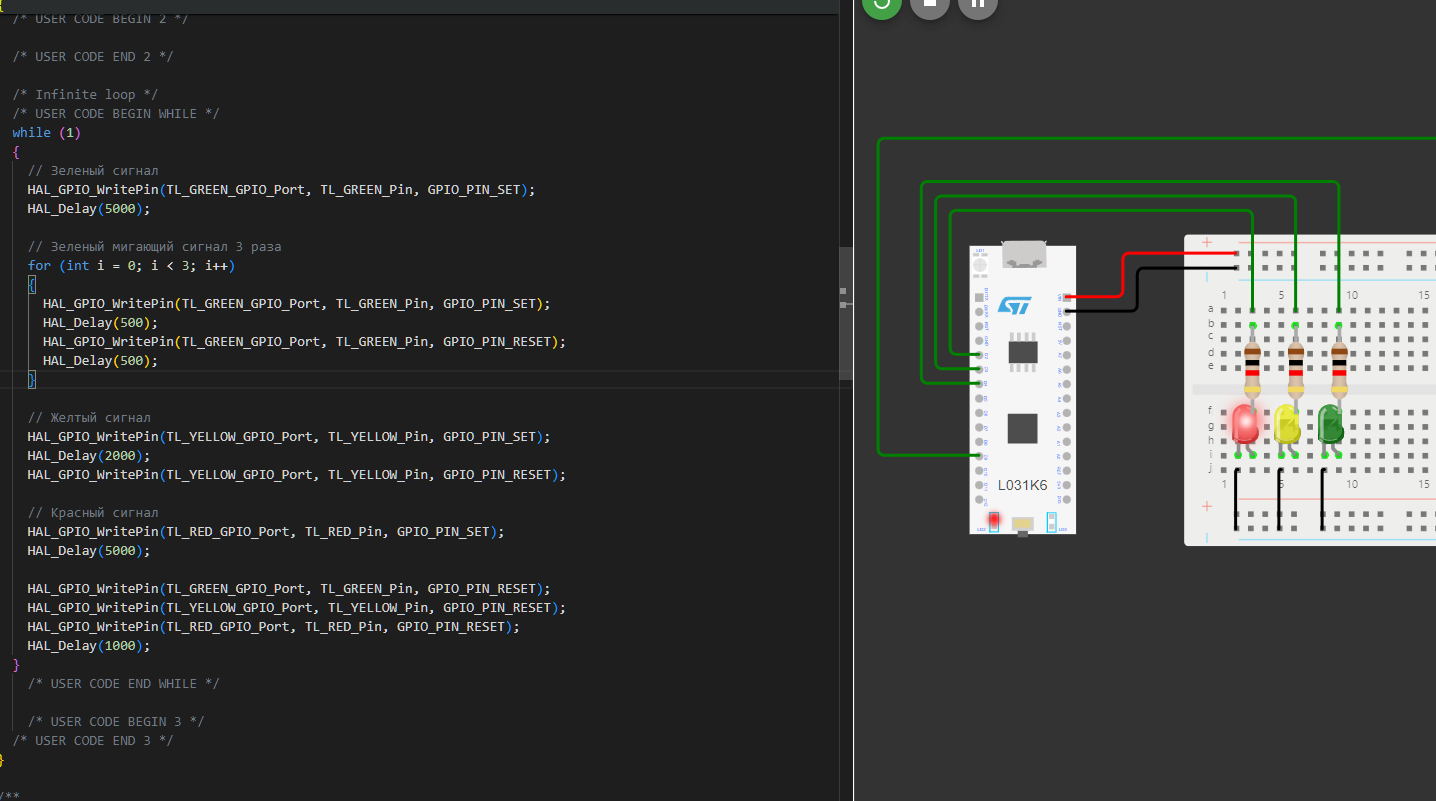 {
/* USER CODE BEGIN 2 */
/* USER CODE END 2 */
/* Infinite loop */
/* USER CODE BEGIN WHILE */
while (1)
{
// Зеленый сигнал
HAL_GPIO_WritePin(TL_GREEN_GPIO_Port, TL_GREEN_Pin, GPIO_PIN_SET);
HAL_Delay(5000);
// Зеленый мигающий сигнал 3 раза
for (int i = 0; i < 3; i++)
{
HAL_GPIO_WritePin(TL_GREEN_GPIO_Port, TL_GREEN_Pin, GPIO_PIN_SET);
HAL_Delay(500);
HAL_GPIO_WritePin(TL_GREEN_GPIO_Port, TL_GREEN_Pin, GPIO_PIN_RESET);
HAL_Delay(500);
}
// Желтый сигнал
HAL_GPIO_WritePin(TL_YELLOW_GPIO_Port, TL_YELLOW_Pin, GPIO_PIN_SET);
HAL_Delay(2000);
HAL_GPIO_WritePin(TL_YELLOW_GPIO_Port, TL_YELLOW_Pin, GPIO_PIN_RESET);
// Красный сигнал
HAL_GPIO_WritePin(TL_RED_GPIO_Port, TL_RED_Pin, GPIO_PIN_SET);
HAL_Delay(5000);
HAL_GPIO_WritePin(TL_GREEN_GPIO_Port, TL_GREEN_Pin, GPIO_PIN_RESET);
HAL_GPIO_WritePin(TL_YELLOW_GPIO_Port, TL_YELLOW_Pin, GPIO_PIN_RESET);
HAL_GPIO_WritePin(TL_RED_GPIO_Port, TL_RED_Pin, GPIO_PIN_RESET);
HAL_Delay(1000);
}
/* USER CODE END WHILE */
/* USER CODE BEGIN 3 */
/* USER CODE END 3 */
}
/**
ST
L031K6
+
1 5 10 15
a
b
c
d
e
f
g
h
i
j
1 5 10 15
+